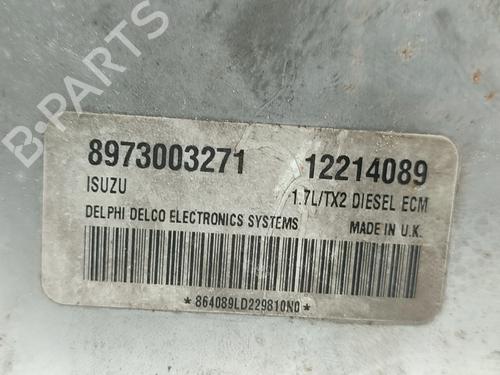 B-PARTS
8973003271 12214089
ISUZU 1.7L/TX2 DIESEL ECM
DELPHI DELCO ELECTRONICS SYSTEMS MADE IN U.K.
*864089LD229810N0*